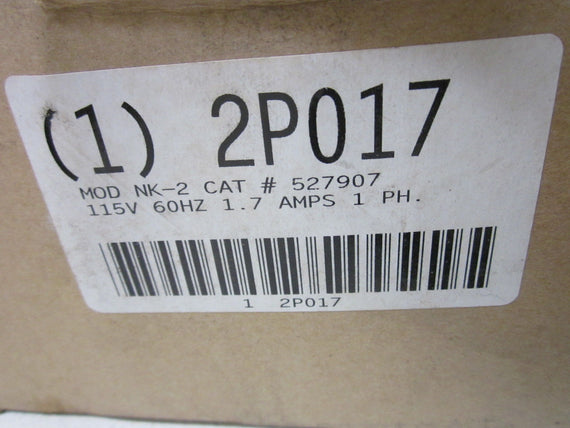 (1) 2P017
MOD NK-2 CAT # 527907
115V 60HZ 1.7 AMPS 1 PH.
1 2P017